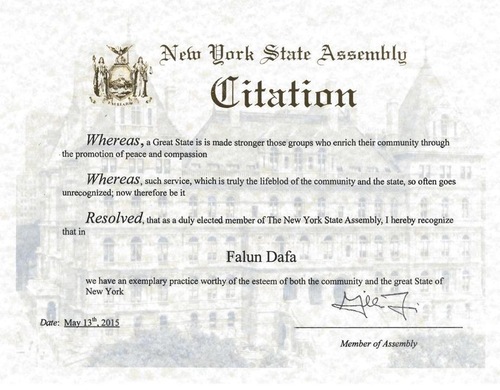 New York State Assembly
Citation
Whereas, a Great State is is made stronger those groups who enrich their community through
the promotion of peace and compassion
Whereas, such service, which is truly the lifeblod of the community and the state, so often goes
unrecognized; now therefore be it
Resolved, that as a duly elected member of The New York State Assembly, I hereby recognize
that in
Falun Dafa
we have an exemplary practice worthy of the esteem of both the community and the great State of
New York
Date: May 13th, 2015
Member of Assembly